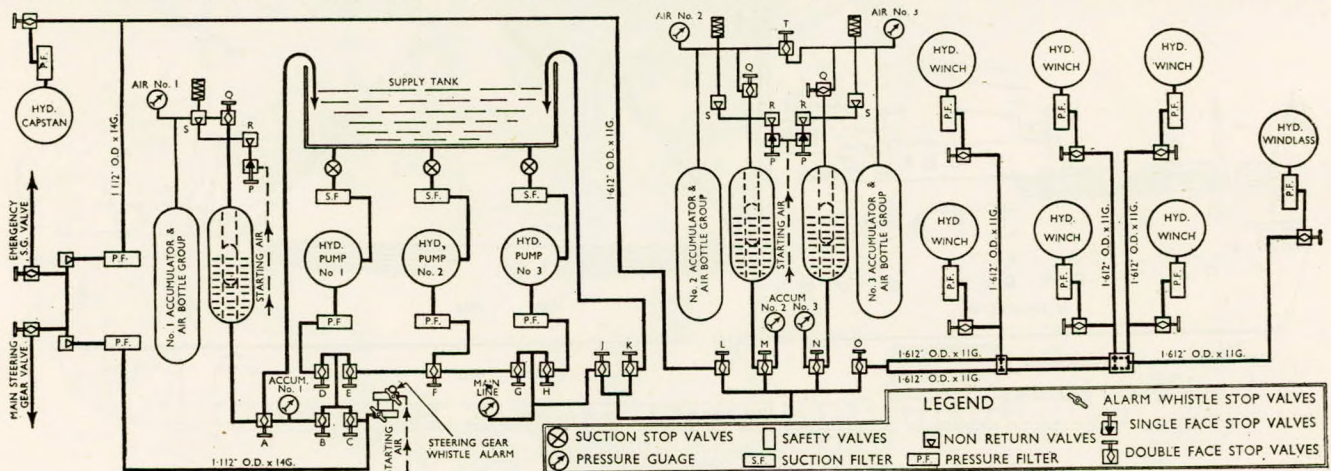 HYD.
CAPSTAN
P.F.
EMERGENCY
S.G. VALVE
MAIN STEERING
GEAR VALVE
P.F.
P.F.
1·112" O.D. x 14G.
AIR No. 1
Q
S
R
P
No. 1 ACCUMULATOR &
AIR BOTTLE GROUP
STARTING AIR
SUPPLY TANK
S.F.
S.F.
S.F.
HYD.
PUMP
No 1
HYD.
PUMP
No. 2
HYD.
PUMP
No 3
P.F.
P.F.
P.F.
ACCUM.
No. 1
A
B
C
D
E
F
G
H
MAIN
LINE
STARTING
AIR
STEERING GEAR
WHISTLE ALARM
1·112" O.D. x 14G.
1·612" O.D. x 11G.
J
K
L
M
N
O
AIR No. 2
T
AIR No. 3
Q
Q
S
R
R
S
P
P
No. 2 ACCUMULATOR &
AIR BOTTLE GROUP
STARTING AIR
No. 3 ACCUMULATOR &
AIR BOTTLE GROUP
ACCUM
No. 2
No. 3
HYD.
WINCH
P.F.
HYD.
WINCH
P.F.
HYD.
WINCH
P.F.
HYD.
WINDLASS
P.F.
HYD.
WINCH
P.F.
HYD.
WINCH
P.F.
HYD.
WINCH
P.F.
1·612" O.D. x 11G.
1·612" O.D. x 11G.
1·612" O.D. x 11G.
1·612" O.D. x 11G.
1·612" O.D. x 11G.
1·612" O.D. x 11G.
LEGEND
ALARM WHISTLE STOP VALVES
SINGLE FACE STOP VALVES
SUCTION STOP VALVES
SAFETY VALVES
NON RETURN VALVES
DOUBLE FACE STOP VALVES
PRESSURE GUAGE
S.F
SUCTION FILTER
P.F.
PRESSURE FILTER